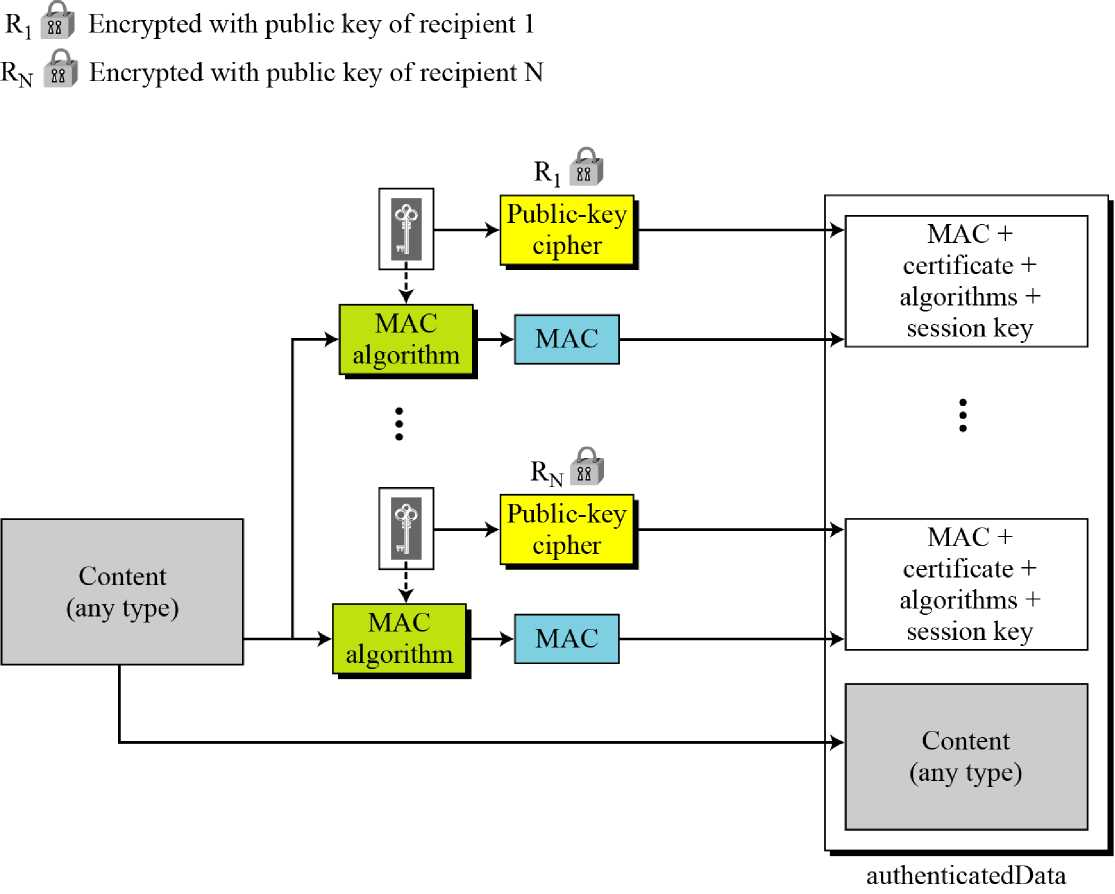 R1 Encrypted with public key of recipient 1
RN Encrypted with public key of recipient N
R1
Public-key
cipher
MAC +
certificate +
algorithms +
session key
MAC
algorithm
MAC
RN
Public-key
cipher
MAC +
certificate +
algorithms +
session key
Content
(any type)
MAC
algorithm
MAC
Content
(any type)
authenticatedData